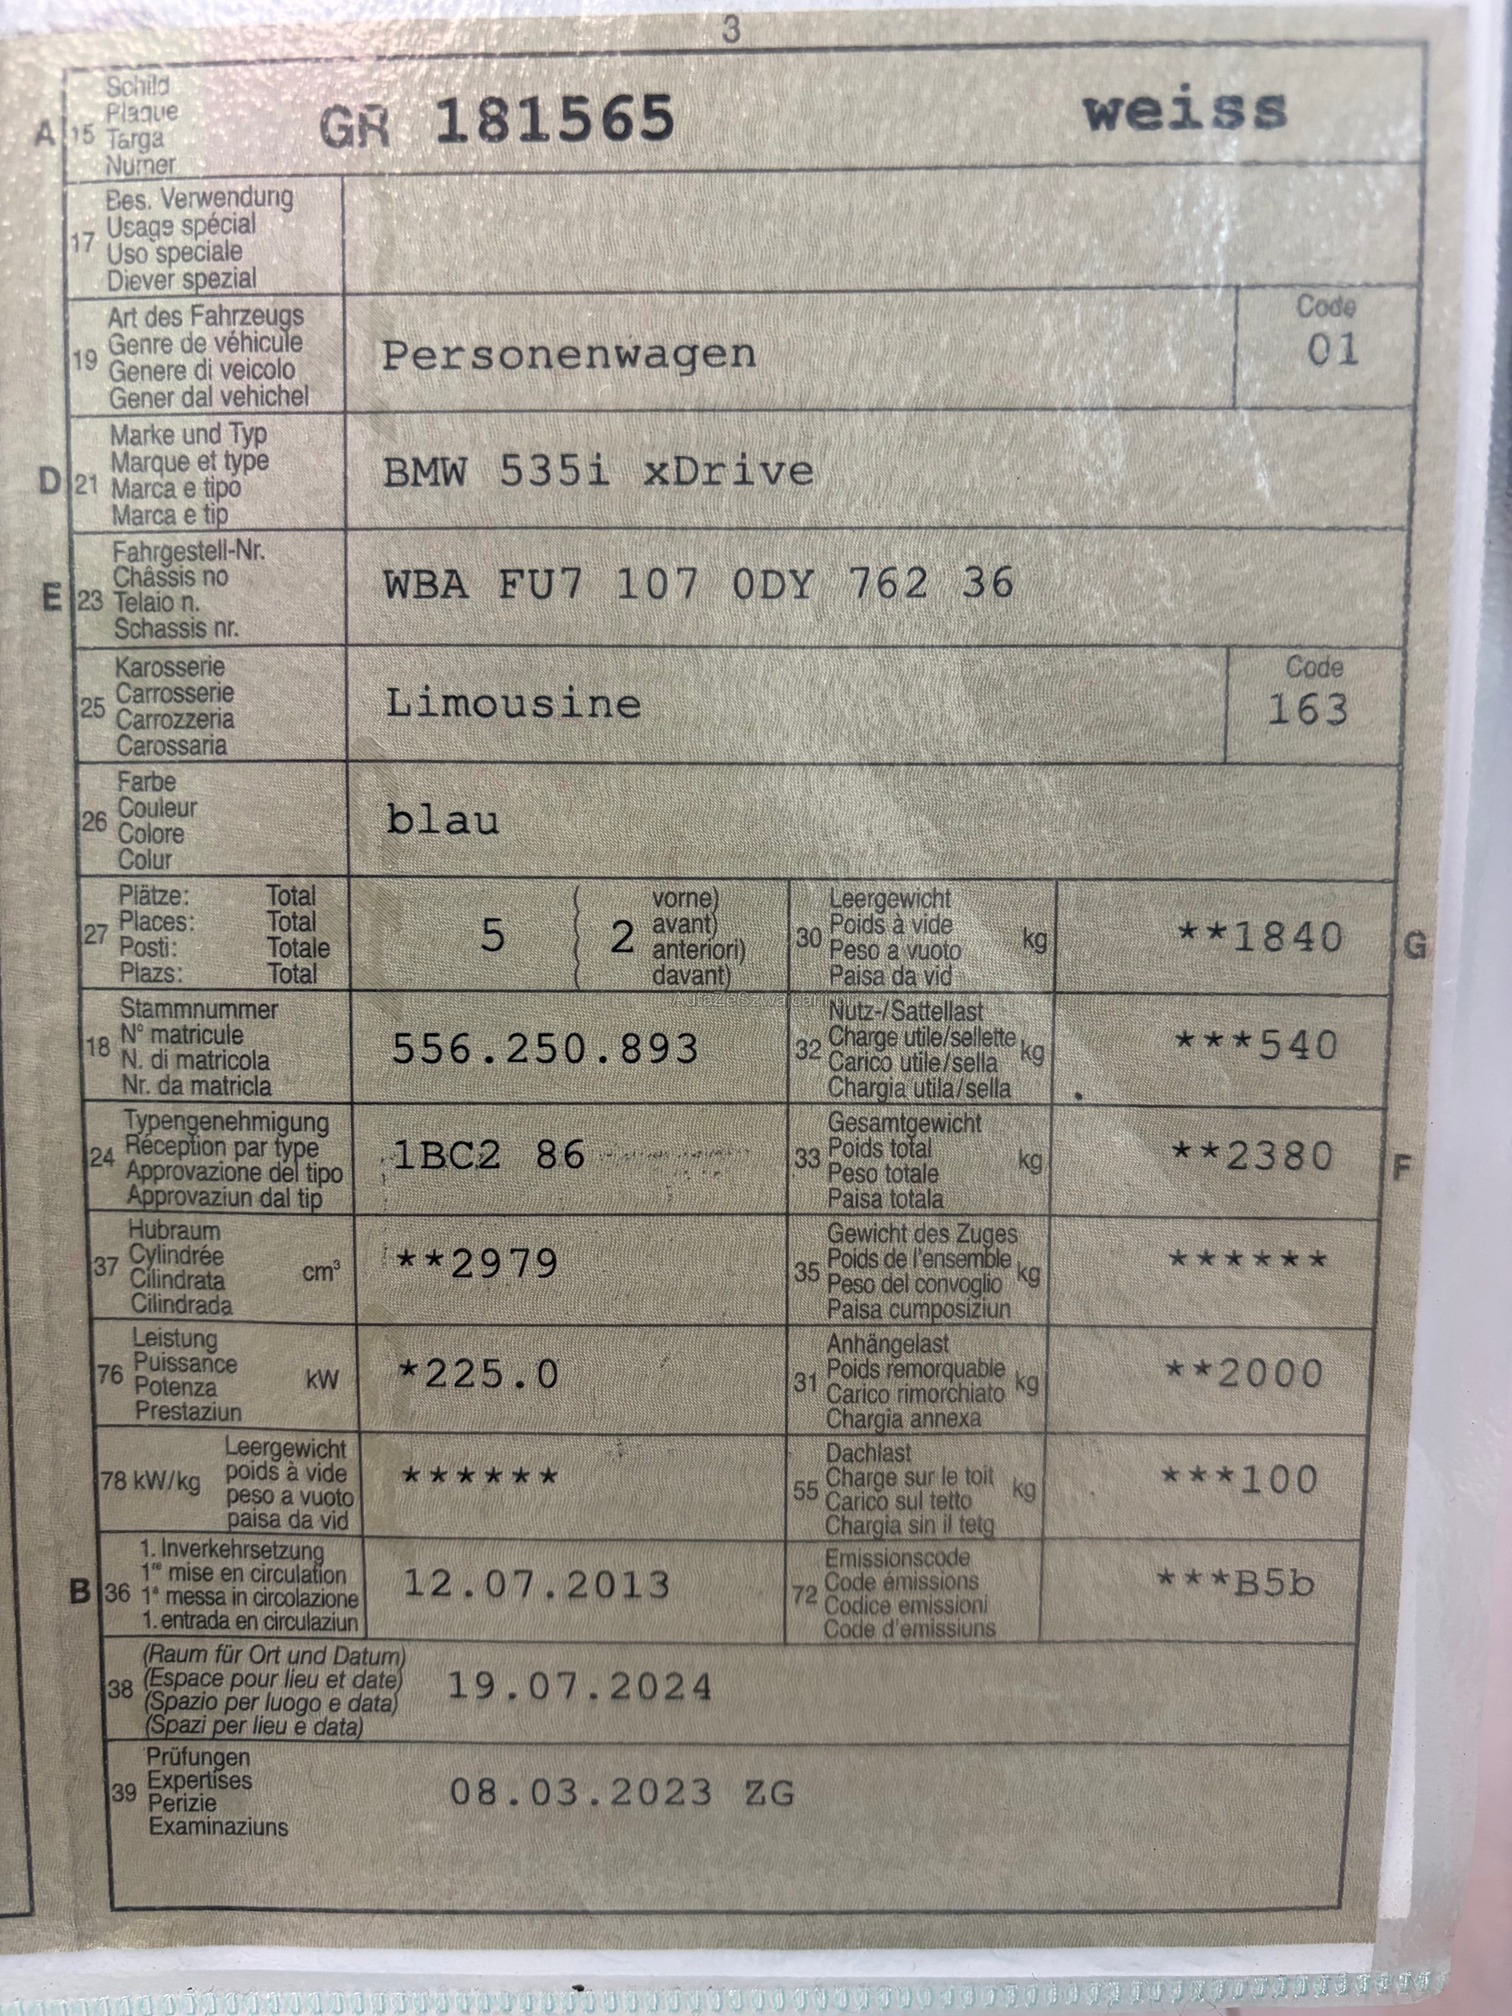 3
A 15 Schild
Plaque
Targa
Numer
GR 181565 weiss
17 Bes. Verwendung
Usage spécial
Uso speciale
Diever spezial
19 Art des Fahrzeugs
Genre de véhicule
Genere di veicolo
Gener dal vehichel
Personenwagen
Code
01
D 21 Marke und Typ
Marque et type
Marca e tipo
Marca e tip
BMW 535i xDrive
E 23 Fahrgestell-Nr.
Châssis no
Telaio n.
Schassis nr.
WBA FU7 107 0DY 762 36
25 Karosserie
Carrosserie
Carrozzeria
Carossaria
Limousine
Code
163
26 Farbe
Couleur
Colore
Colur
blau
27 Plätze: Total
Places: Total
Posti: Totale
Plazs: Total
5 ( 2 vorne)
avant)
anteriori)
davant)
30 Leergewicht
Poids à vide
Peso a vuoto
Paisa da vid
kg
**1840 G
18 Stammnummer
N° matricule
N. di matricola
Nr. da matricla
556.250.893
32 Nutz-/Sattellast
Charge utile/sellette
Carico utile/sella
Chargia utila/sella
kg
***540
24 Typengenehmigung
Réception par type
Approvazione del tipo
Approvaziun dal tip
1BC2 86
33 Gesamtgewicht
Poids total
Peso totale
Paisa totala
kg
**2380 F
37 Hubraum
Cylindrée
Cilindrata
Cilindrada
cm³
**2979
35 Gewicht des Zuges
Poids de l'ensemble
Peso del convoglio
Paisa cumposiziun
kg
******
76 Leistung
Puissance
Potenza
Prestaziun
kW
*225.0
31 Anhängelast
Poids remorquable
Carico rimorchiato
Chargia annexa
kg
**2000
78 kW/kg Leergewicht
poids à vide
peso a vuoto
paisa da vid
******
55 Dachlast
Charge sur le toit
Carico sul tetto
Chargia sin il tetg
kg
***100
B 36 1. Inverkehrsetzung
1re mise en circulation
1a messa in circolazione
1. entrada en circulaziun
12.07.2013
72 Emissionscode
Code émissions
Codice emissioni
Code d'emissiuns
***B5b
38 (Raum für Ort und Datum)
(Espace pour lieu et date)
(Spazio per luogo e data)
(Spazi per lieu e data)
19.07.2024
39 Prüfungen
Expertises
Perizie
Examinaziuns
08.03.2023 ZG